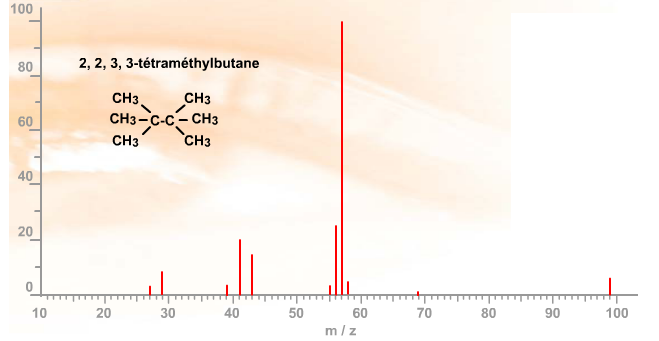 100
80
2, 2, 3, 3-tétraméthylbutane
CH3 CH3
CH3 C-C CH3
CH3 CH3
60
40
20
0
10 20 30 40 50 60 70 80 90 100
m / z